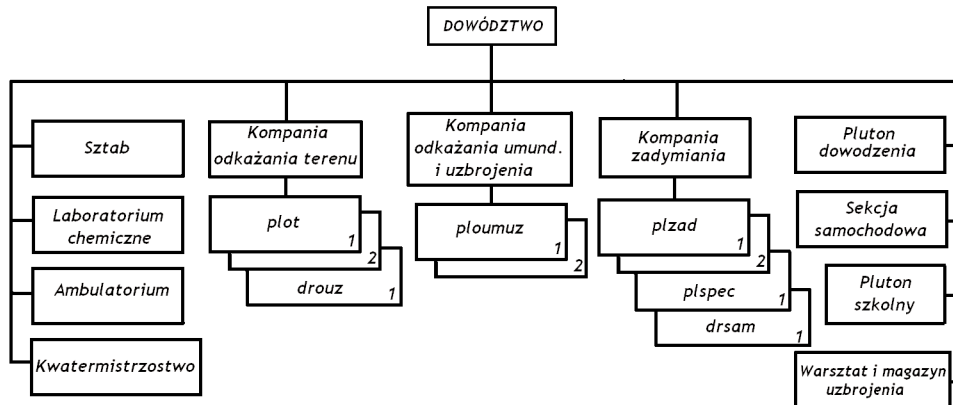 DOWÓDZTWO
Sztab
Laboratorium
chemiczne
Ambulatorium
Kwatermistrzostwo
Kompania
odkażania terenu
plot
1
2
drouz
1
Kompania
odkażania umund.
i uzbrojenia
ploumuz
1
2
Kompania
zadymiania
plzad
1
2
plspec
1
drsam
1
Pluton
dowodzenia
Sekcja
samochodowa
Pluton
szkolny
Warsztat i magazyn
uzbrojenia